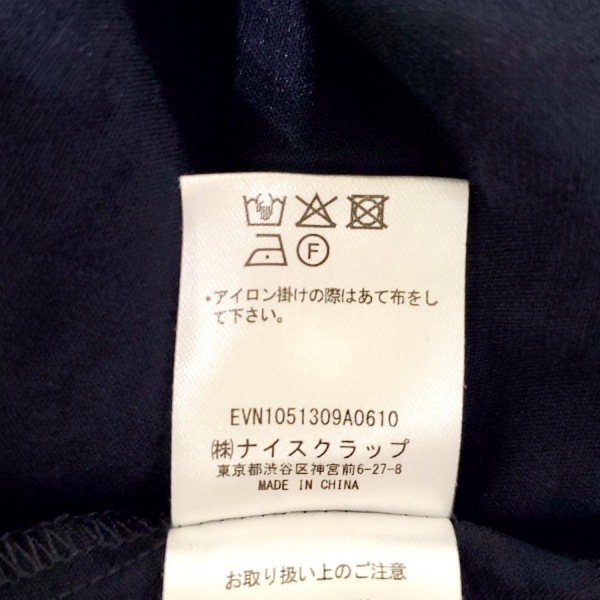 F
・アイロン掛けの際はあて布をし
て下さい。
EVN1051309A0610
㈱ナイスクラップ
東京都渋谷区神宮前6-27-8
MADE IN CHINA
お取り扱い上のご注意